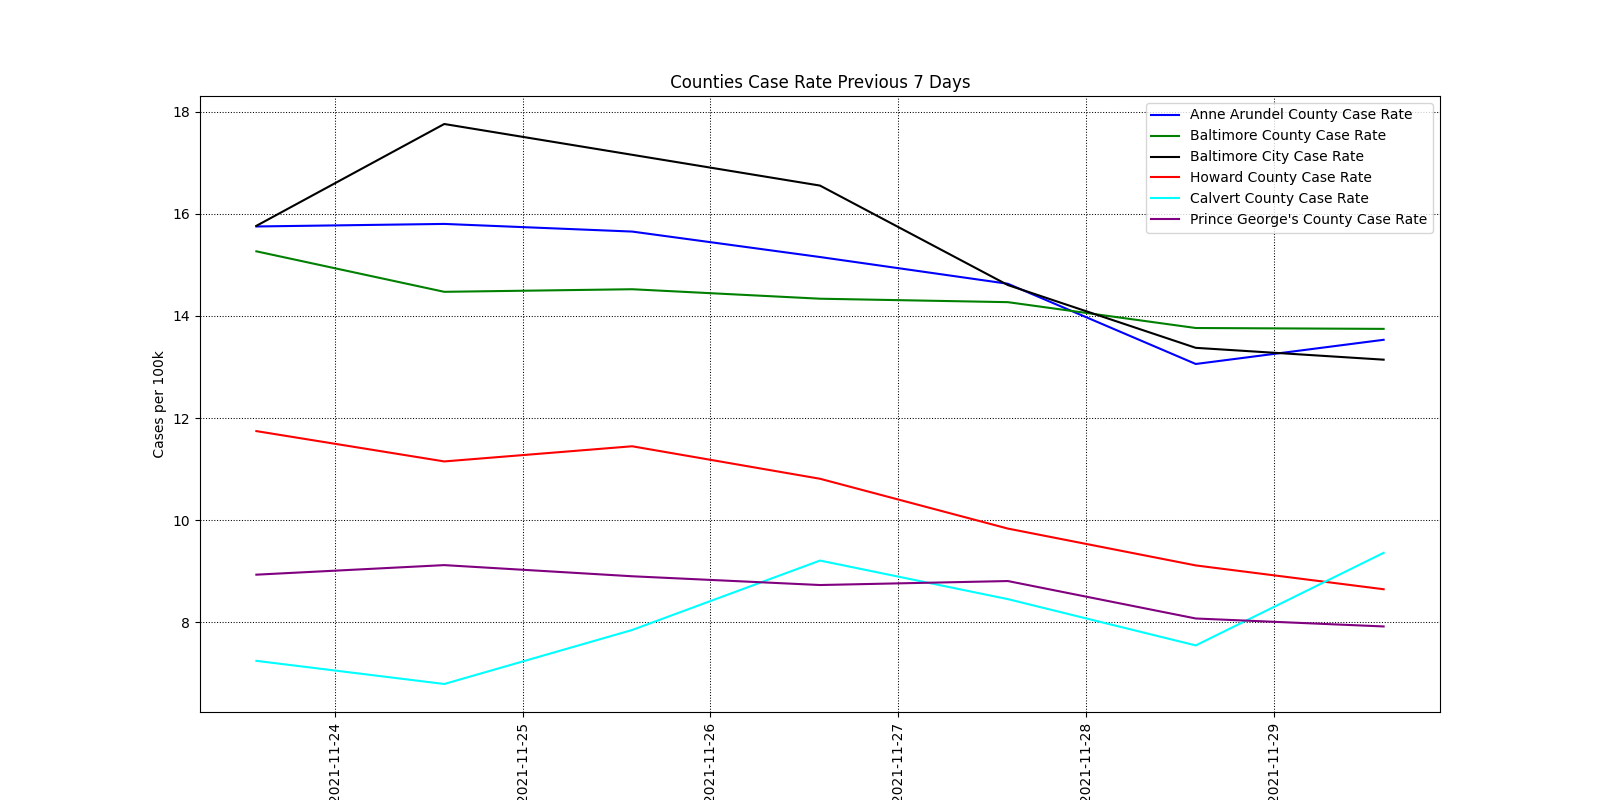 Counties Case Rate Previous 7 Days
Anne Arundel County Case Rate
Baltimore County Case Rate
Baltimore City Case Rate
Howard County Case Rate
Calvert County Case Rate
Prince George's County Case Rate
Cases per 100k
18
16
14
12
10
8
2021-11-24
2021-11-25
2021-11-26
2021-11-27
2021-11-28
2021-11-29